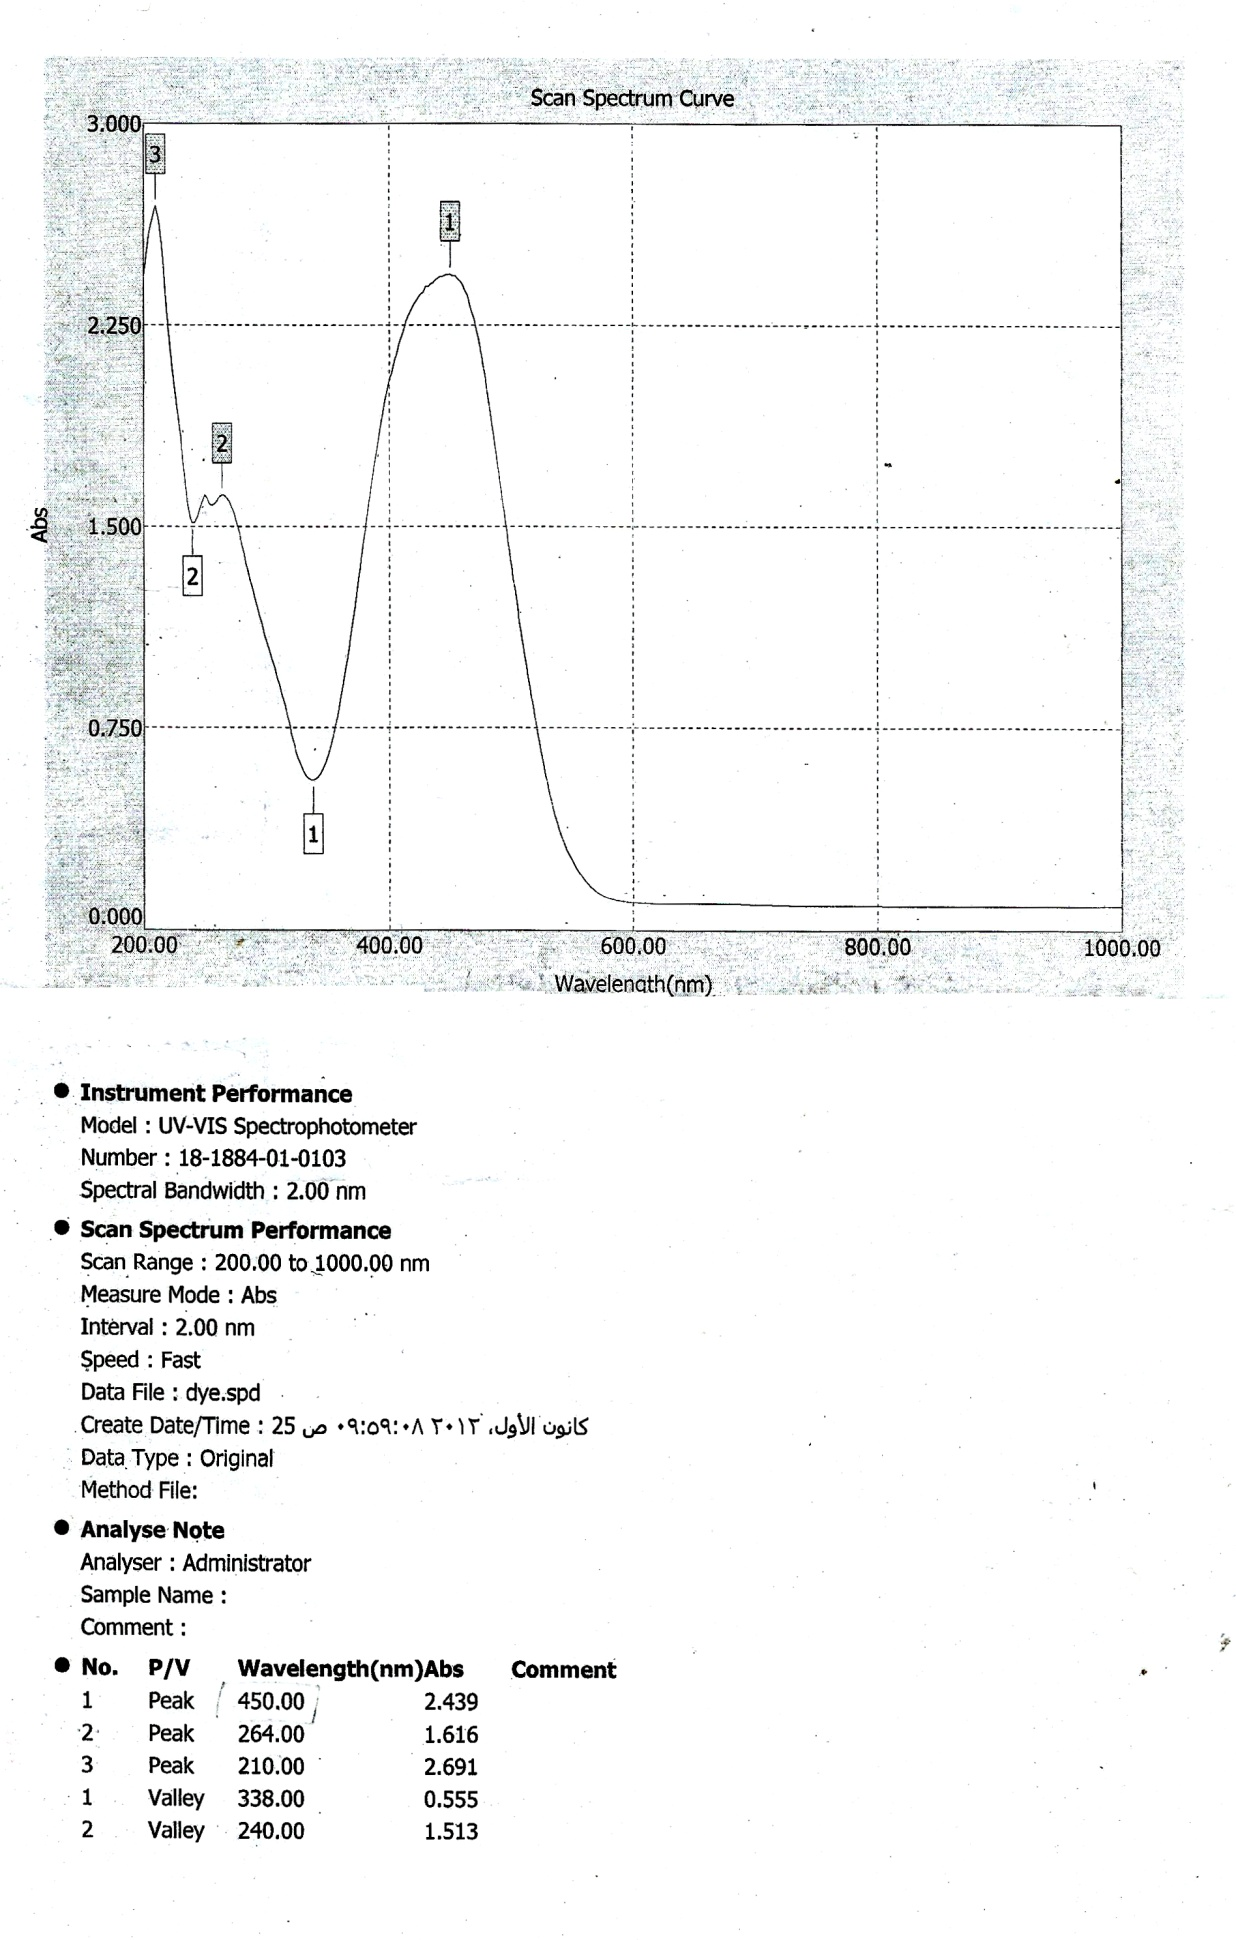 Scan Spectrum Curve
3.000
3
1
2.250
2
Abs
1.500
2
0.750
1
0.000
200.00 400.00 600.00 800.00 1000.00
Wavelength(nm)
● Instrument Performance
Model : UV-VIS Spectrophotometer
Number : 18-1884-01-0103
Spectral Bandwidth : 2.00 nm
● Scan Spectrum Performance
Scan Range : 200.00 to 1000.00 nm
Measure Mode : Abs
Interval : 2.00 nm
Speed : Fast
Data File : dye.spd
Create Date/Time : 25 كانون الأول، ٢٠١٢ ٠٩:٥٩:٠٨ ص
Data Type : Original
Method File:
● Analyse Note
Analyser : Administrator
Sample Name :
Comment :
● No. P/V Wavelength(nm)Abs Comment
1 Peak 450.00 2.439
2 Peak 264.00 1.616
3 Peak 210.00 2.691
1 Valley 338.00 0.555
2 Valley 240.00 1.513